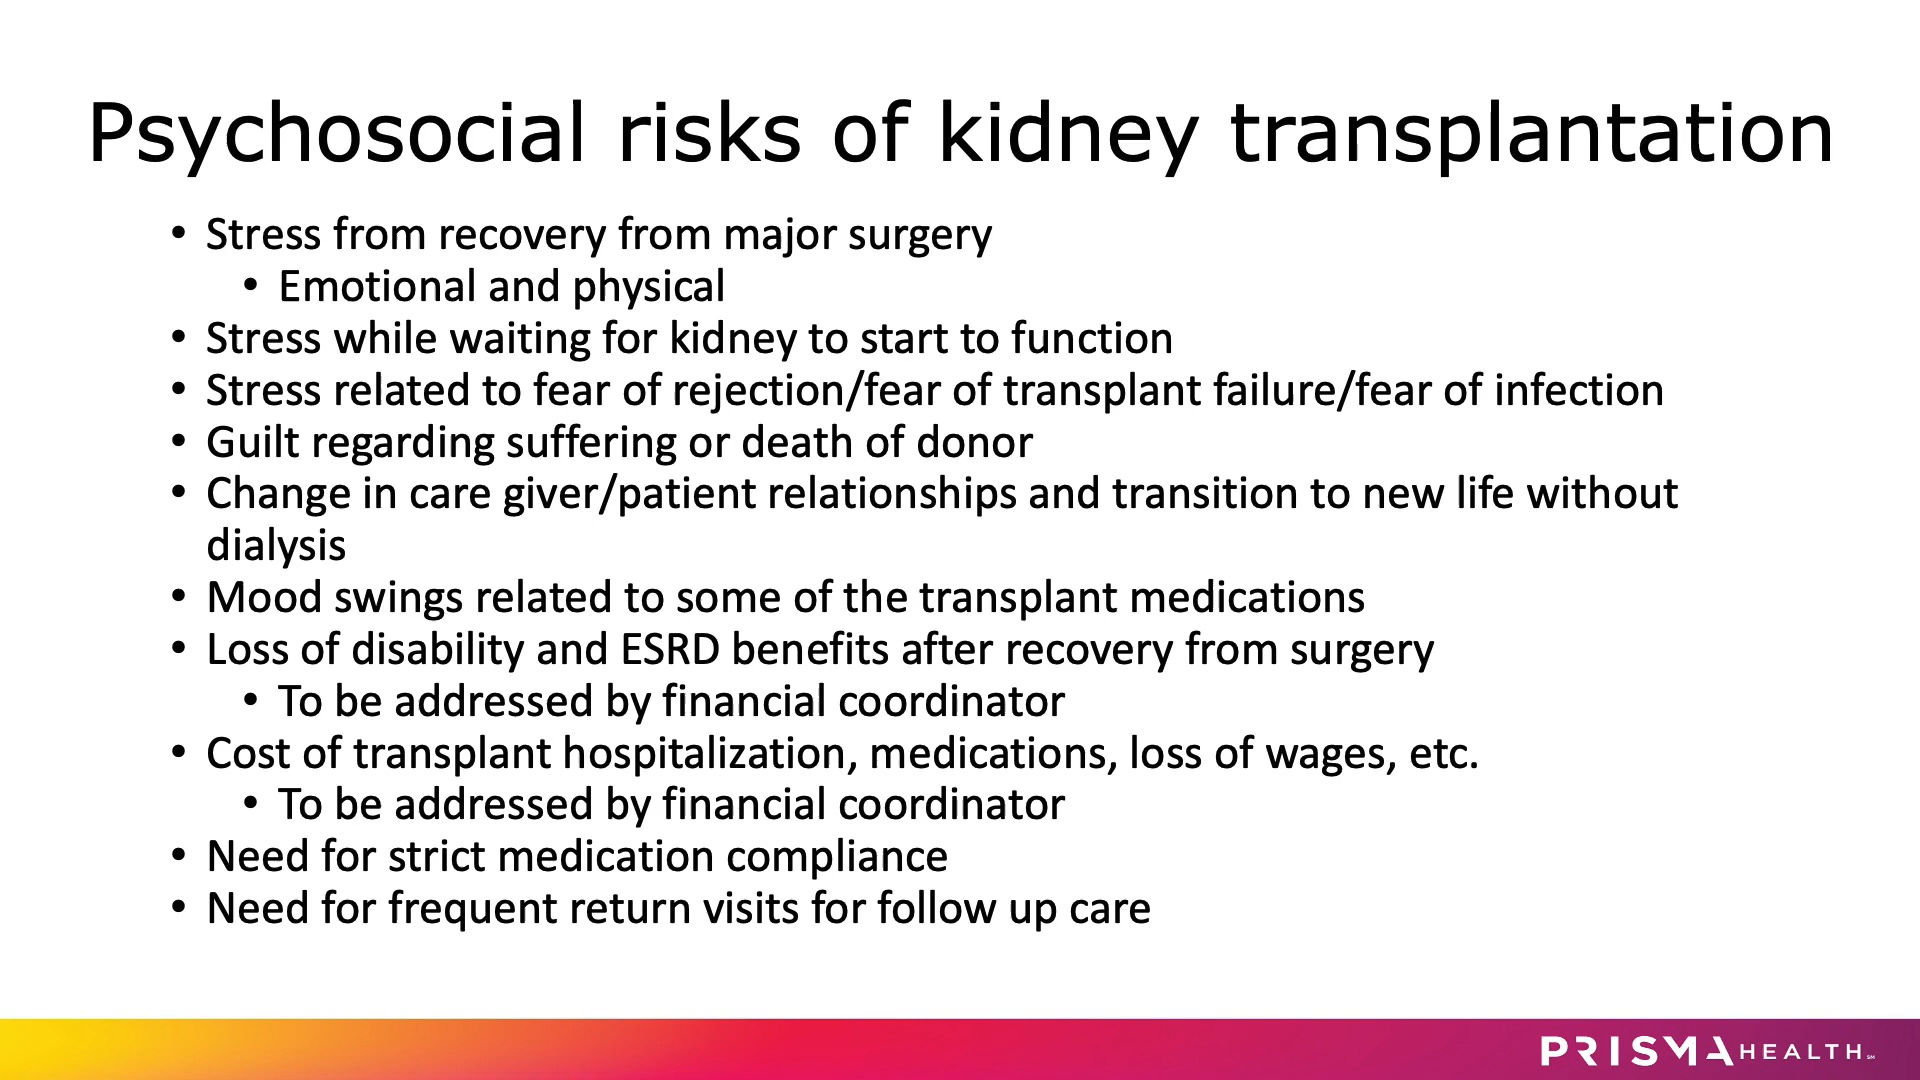 Psychosocial risks of kidney transplantation
• Stress from recovery from major surgery
• Emotional and physical
• Stress while waiting for kidney to start to function
• Stress related to fear of rejection/fear of transplant failure/fear of infection
• Guilt regarding suffering or death of donor
• Change in care giver/patient relationships and transition to new life without
dialysis
• Mood swings related to some of the transplant medications
• Loss of disability and ESRD benefits after recovery from surgery
• To be addressed by financial coordinator
• Cost of transplant hospitalization, medications, loss of wages, etc.
• To be addressed by financial coordinator
• Need for strict medication compliance
• Need for frequent return visits for follow up care
PRISMA HEALTH℠